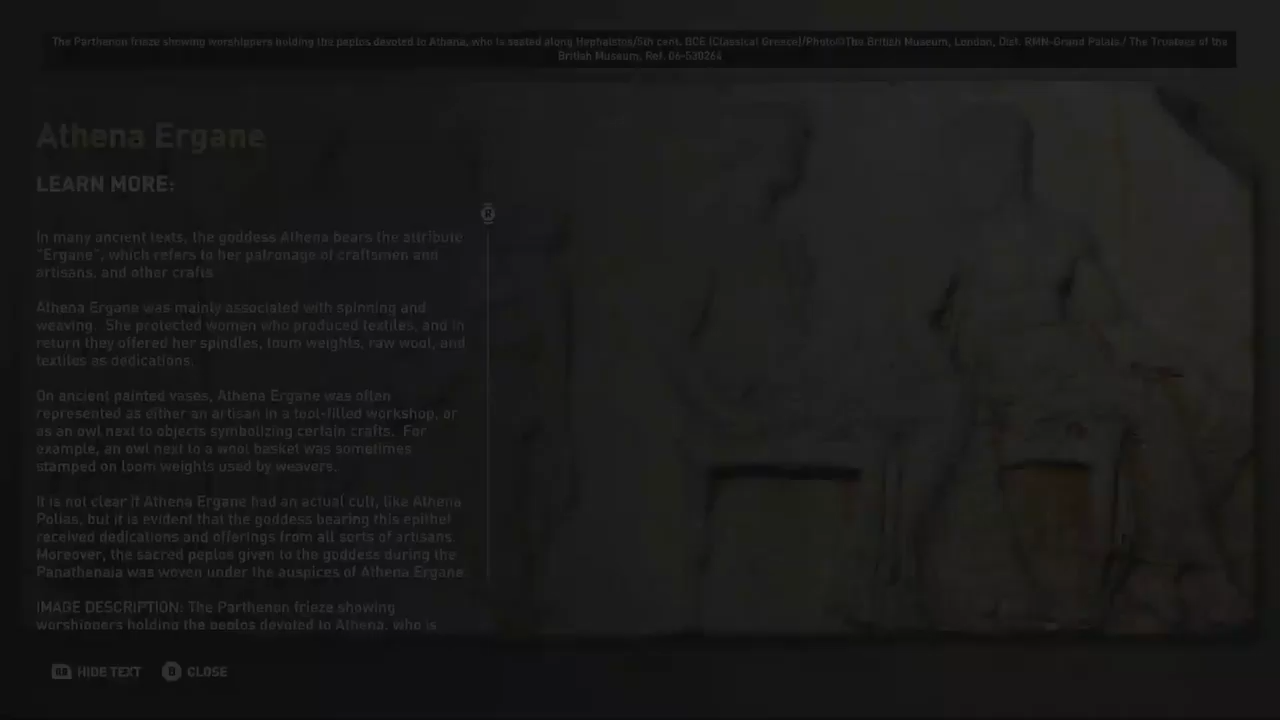 The Parthenon frieze showing worshippers holding the peplos devoted to Athena, who is seated along Hephaistos/5th cent. BCE (Classical Greece)/Photo©The British Museum, London, Dist. RMN-Grand Palais / The Trustees of the
British Museum, Ref. 06-530264
Athena Ergane
LEARN MORE:
In many ancient texts, the goddess Athena bears the attribute
"Ergane", which refers to her patronage of craftsmen and
artisans, and other crafts.
Athena Ergane was mainly associated with spinning and
weaving. She protected women who produced textiles, and in
return they offered her spindles, loom weights, raw wool, and
textiles as dedications.
On ancient painted vases, Athena Ergane was often
represented as either an artisan in a tool-filled workshop, or
as an owl next to objects symbolizing certain crafts. For
example, an owl next to a wool basket was sometimes
stamped on loom weights used by weavers.
It is not clear if Athena Ergane had an actual cult, like Athena
Polias, but it is evident that the goddess bearing this epithet
received dedications and offerings from all sorts of artisans.
Moreover, the sacred peplos given to the goddess during the
Panathenaia was woven under the auspices of Athena Ergane.
IMAGE DESCRIPTION: The Parthenon frieze showing
worshippers holding the peplos devoted to Athena, who is
R
HIDE TEXT
CLOSE